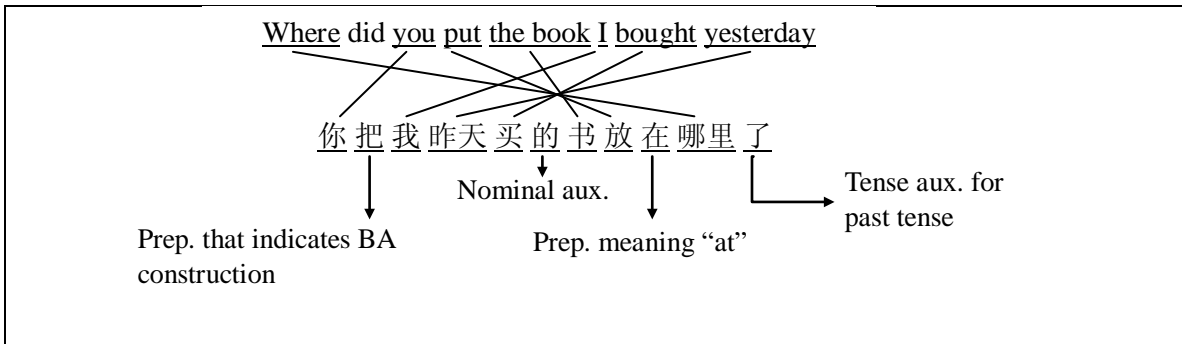 Where did you put the book I bought yesterday
你 把 我 昨天 买 的 书 放 在 哪里 了
Nominal aux.
Tense aux. for
past tense
Prep. that indicates BA
construction
Prep. meaning “at”